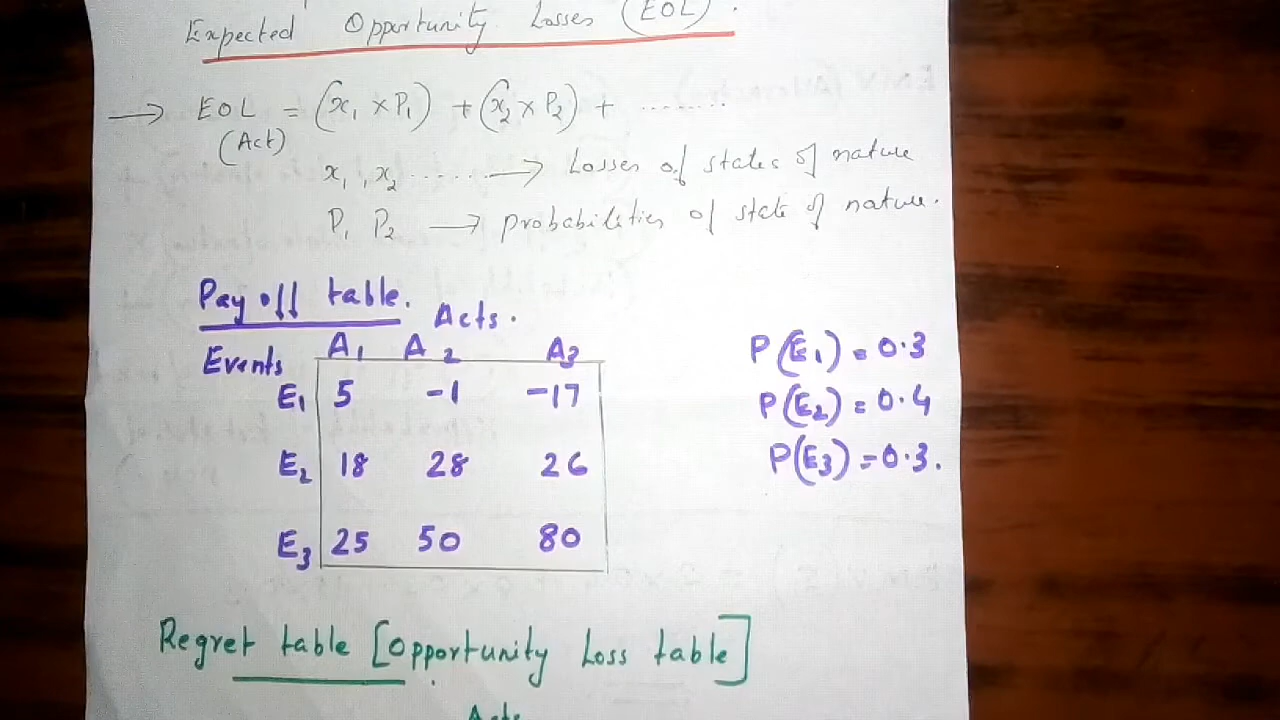 Expected Opportunity Losses (EOL).
→ EOL = (x₁ × P₁) + (x₂ × P₂) + ........
(Act)
x₁, x₂ ......→ Losses of states of nature
P₁ P₂ → probabilities of state of nature.
Pay off table.
Acts.
Events A₁ A₂ A₃
E₁ 5 -1 -17
E₂ 18 28 26
E₃ 25 50 80
P(E₁) = 0.3
P(E₂) = 0.4
P(E₃) = 0.3.
Regret table [Opportunity Loss table]
Acts